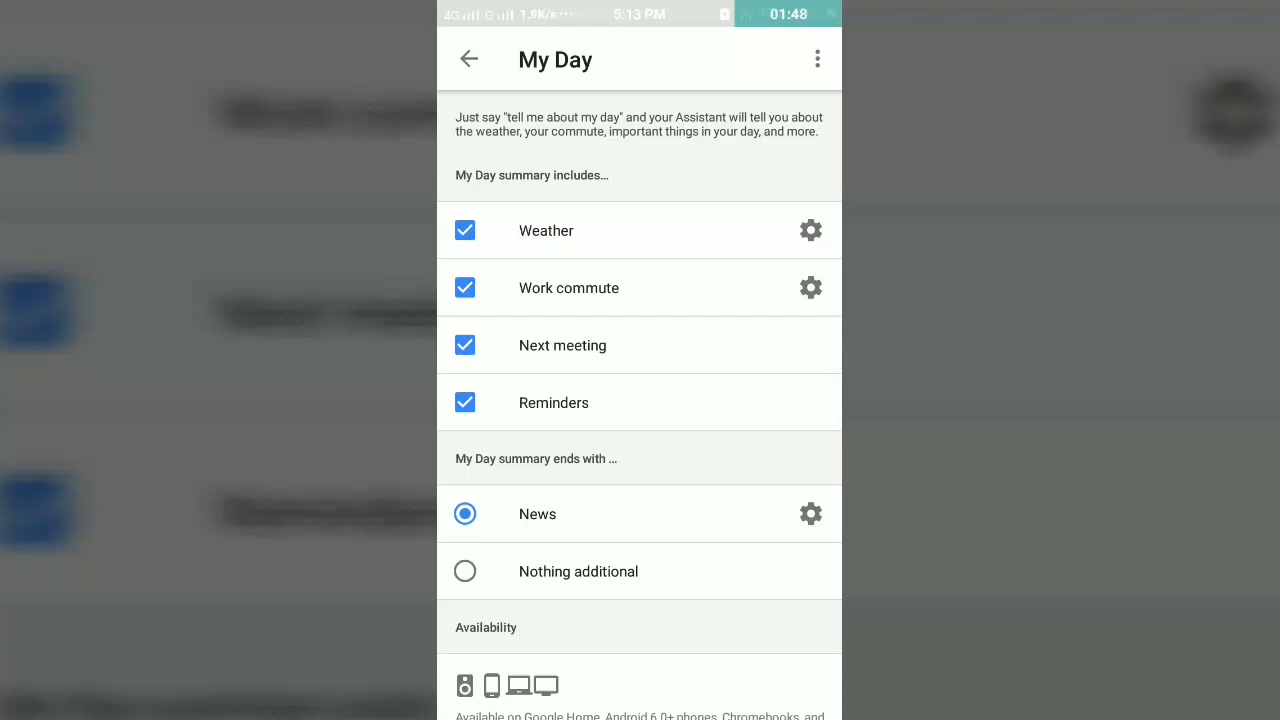 4G G 1.9K/s ··· 5:13 PM 01:48
My Day
Just say "tell me about my day" and your Assistant will tell you about
the weather, your commute, important things in your day, and more.
My Day summary includes...
Weather
Work commute
Next meeting
Reminders
My Day summary ends with ...
News
Nothing additional
Availability
Available on Google Home, Android 6.0+ phones, Chromebooks, and